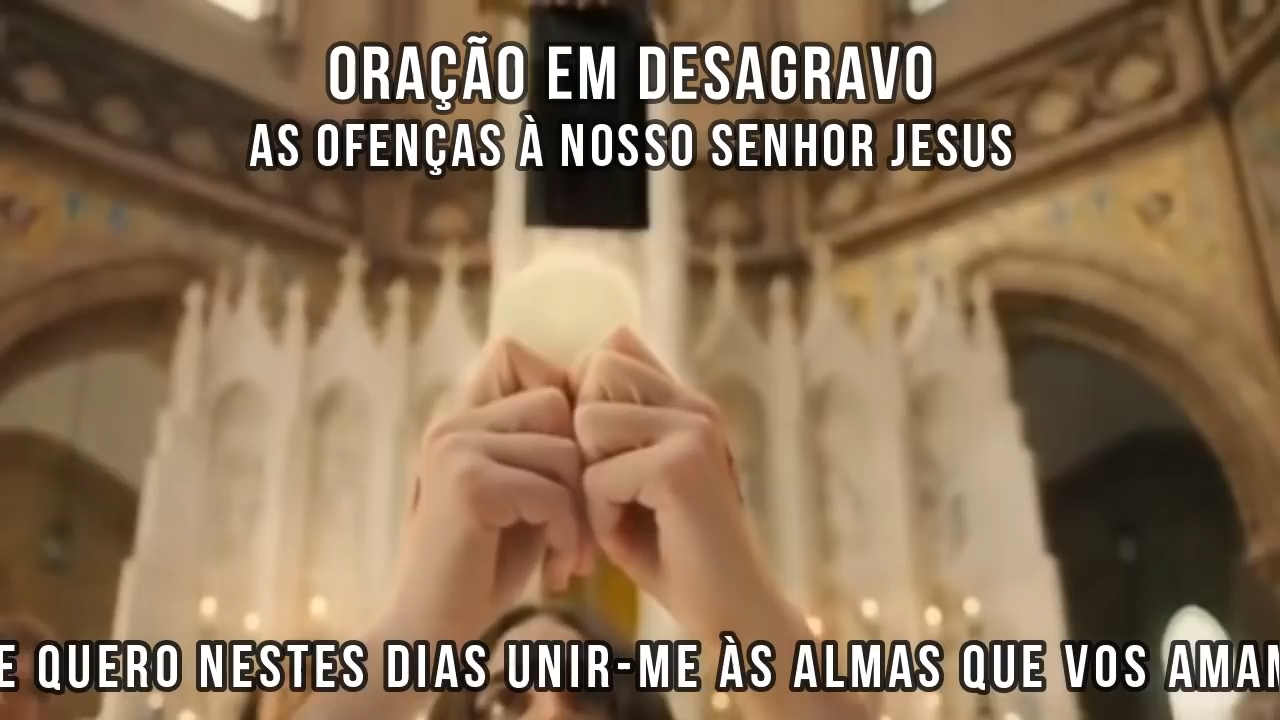 ORAÇÃO EM DESAGRAVO
AS OFENÇAS À NOSSO SENHOR JESUS
E QUERO NESTES DIAS UNIR-ME ÀS ALMAS QUE VOS AMAM